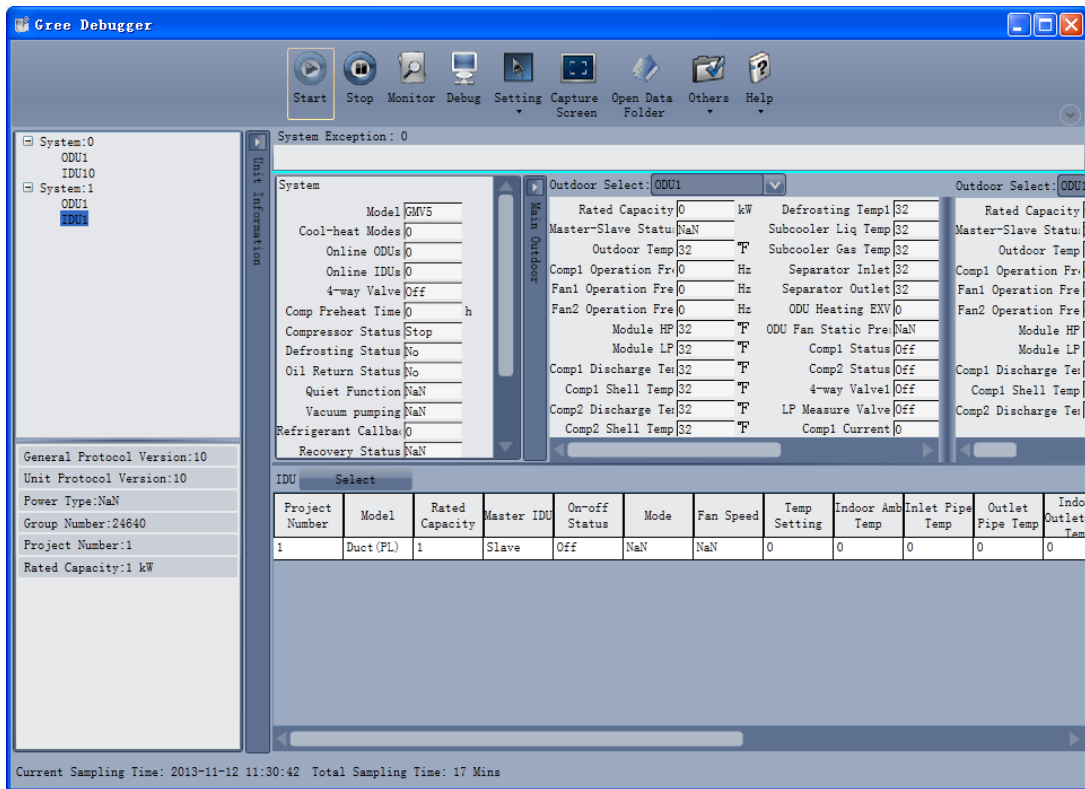 Gree Debugger
Start Stop Monitor Debug Setting Capture Screen Open Data Folder Others Help
System:0
ODU1
IDU10
System:1
ODU1
IDU1
General Protocol Version:10
Unit Protocol Version:10
Power Type:NaN
Group Number:24640
Project Number:1
Rated Capacity:1 kW
Unit Information
System Exception: 0
System
Model GMV5
Cool-heat Modes 0
Online ODUs 0
Online IDUs 0
4-way Valve Off
Comp Preheat Time 0 h
Compressor Status Stop
Defrosting Status No
Oil Return Status No
Quiet Function NaN
Vacuum pumping NaN
Refrigerant Callba 0
Recovery Status NaN
Main Outdoor
Outdoor Select: ODU1
Rated Capacity 0 kW
Master-Slave Statu NaN
Outdoor Temp 32 °F
Comp1 Operation Fr 0 Hz
Fan1 Operation Fre 0 Hz
Fan2 Operation Fre 0 Hz
Module HP 32 °F
Module LP 32 °F
Comp1 Discharge Te 32 °F
Comp1 Shell Temp 32 °F
Comp2 Discharge Te 32 °F
Comp2 Shell Temp 32 °F
Defrosting Temp1 32
Subcooler Liq Temp 32
Subcooler Gas Temp 32
Separator Inlet 32
Separator Outlet 32
ODU Heating EXV 0
ODU Fan Static Pre NaN
Comp1 Status Off
Comp2 Status Off
4-way Valve1 Off
LP Measure Valve Off
Comp1 Current 0
Outdoor Select: ODU1
Rated Capacity
Master-Slave Statu
Outdoor Temp
Comp1 Operation Fr
Fan1 Operation Fre
Fan2 Operation Fre
Module HP
Module LP
Comp1 Discharge Te
Comp1 Shell Temp
Comp2 Discharge Te
IDU Select
Project Number Model Rated Capacity Master IDU On-off Status Mode Fan Speed Temp Setting Indoor Amb Temp Inlet Pipe Temp Outlet Pipe Temp Indo Outlet Tem
1 Duct(PL) 1 Slave Off NaN NaN 0 0 0 0 0
Current Sampling Time: 2013-11-12 11:30:42 Total Sampling Time: 17 Mins